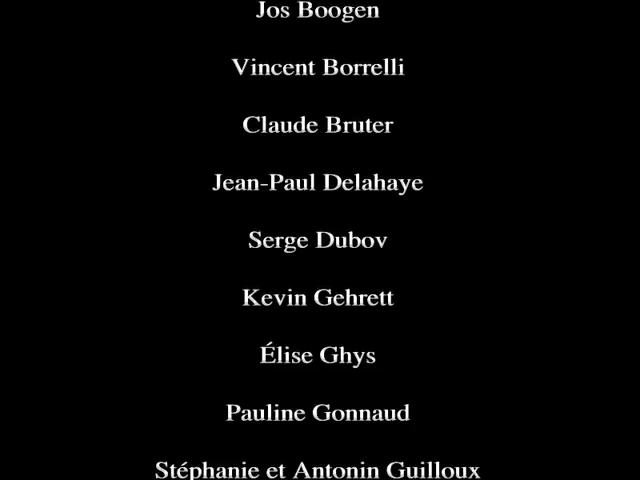 Jos Boogen
Vincent Borrelli
Claude Bruter
Jean-Paul Delahaye
Serge Dubov
Kevin Gehrett
Élise Ghys
Pauline Gonnaud
Stéphanie et Antonin Guilloux